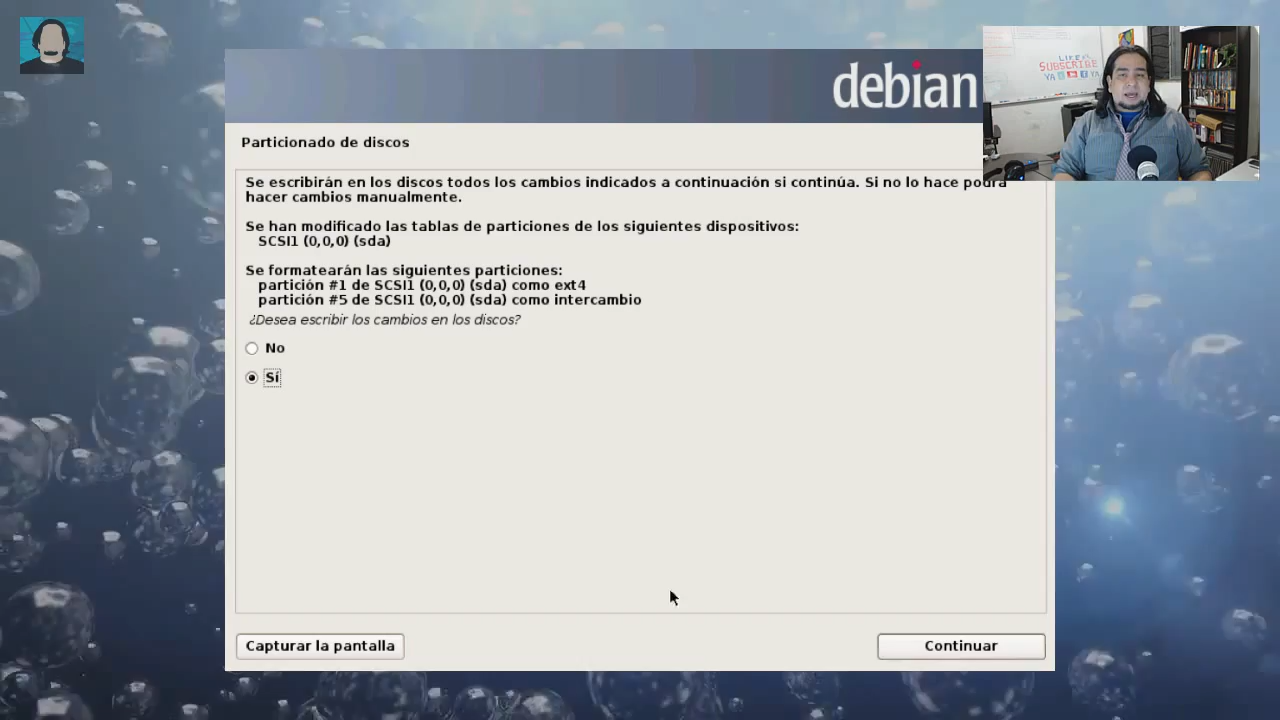 debian
LIKE
SUBSCRIBE
YA
YA
Particionado de discos
Se escribirán en los discos todos los cambios indicados a continuación si continúa. Si no lo hace podrá
hacer cambios manualmente.
Se han modificado las tablas de particiones de los siguientes dispositivos:
SCSI1 (0,0,0) (sda)
Se formatearán las siguientes particiones:
partición #1 de SCSI1 (0,0,0) (sda) como ext4
partición #5 de SCSI1 (0,0,0) (sda) como intercambio
¿Desea escribir los cambios en los discos?
No
Sí
Capturar la pantalla
Continuar